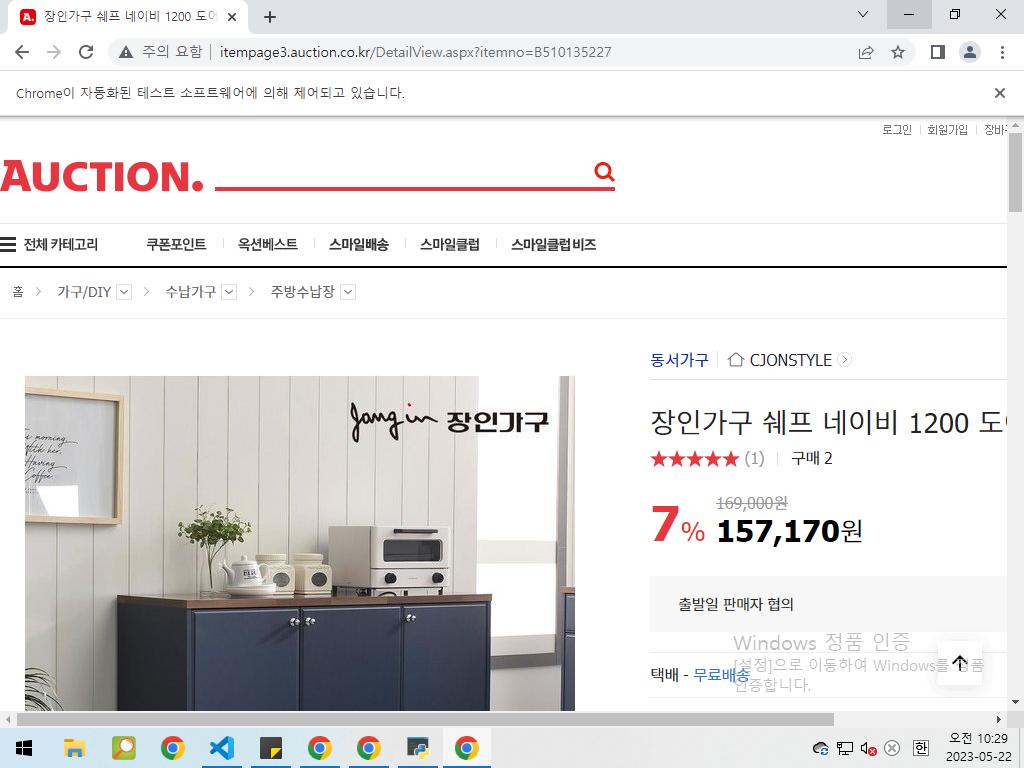 장인가구 쉐프 네이비 1200 도어
주의 요함
itempage3.auction.co.kr/DetailView.aspx?itemno=B510135227
Chrome이 자동화된 테스트 소프트웨어에 의해 제어되고 있습니다.
로그인 회원가입 장바구
AUCTION.
전체 카테고리 쿠폰포인트 옥션베스트 스마일배송 스마일클럽 스마일클럽 비즈
홈 가구/DIY 수납가구 주방수납장
동서가구 CJONSTYLE
Jangin 장인가구
장인가구 쉐프 네이비 1200 도어
(1) 구매 2
morning,
with her.
Having
Coffee.
169,000원
7% 157,170원
출발일 판매자 협의
Windows 정품 인증
[설정]으로 이동하여 Windows를 정품
인증합니다.
택배 - 무료배송
한
오전 10:29
2023-05-22